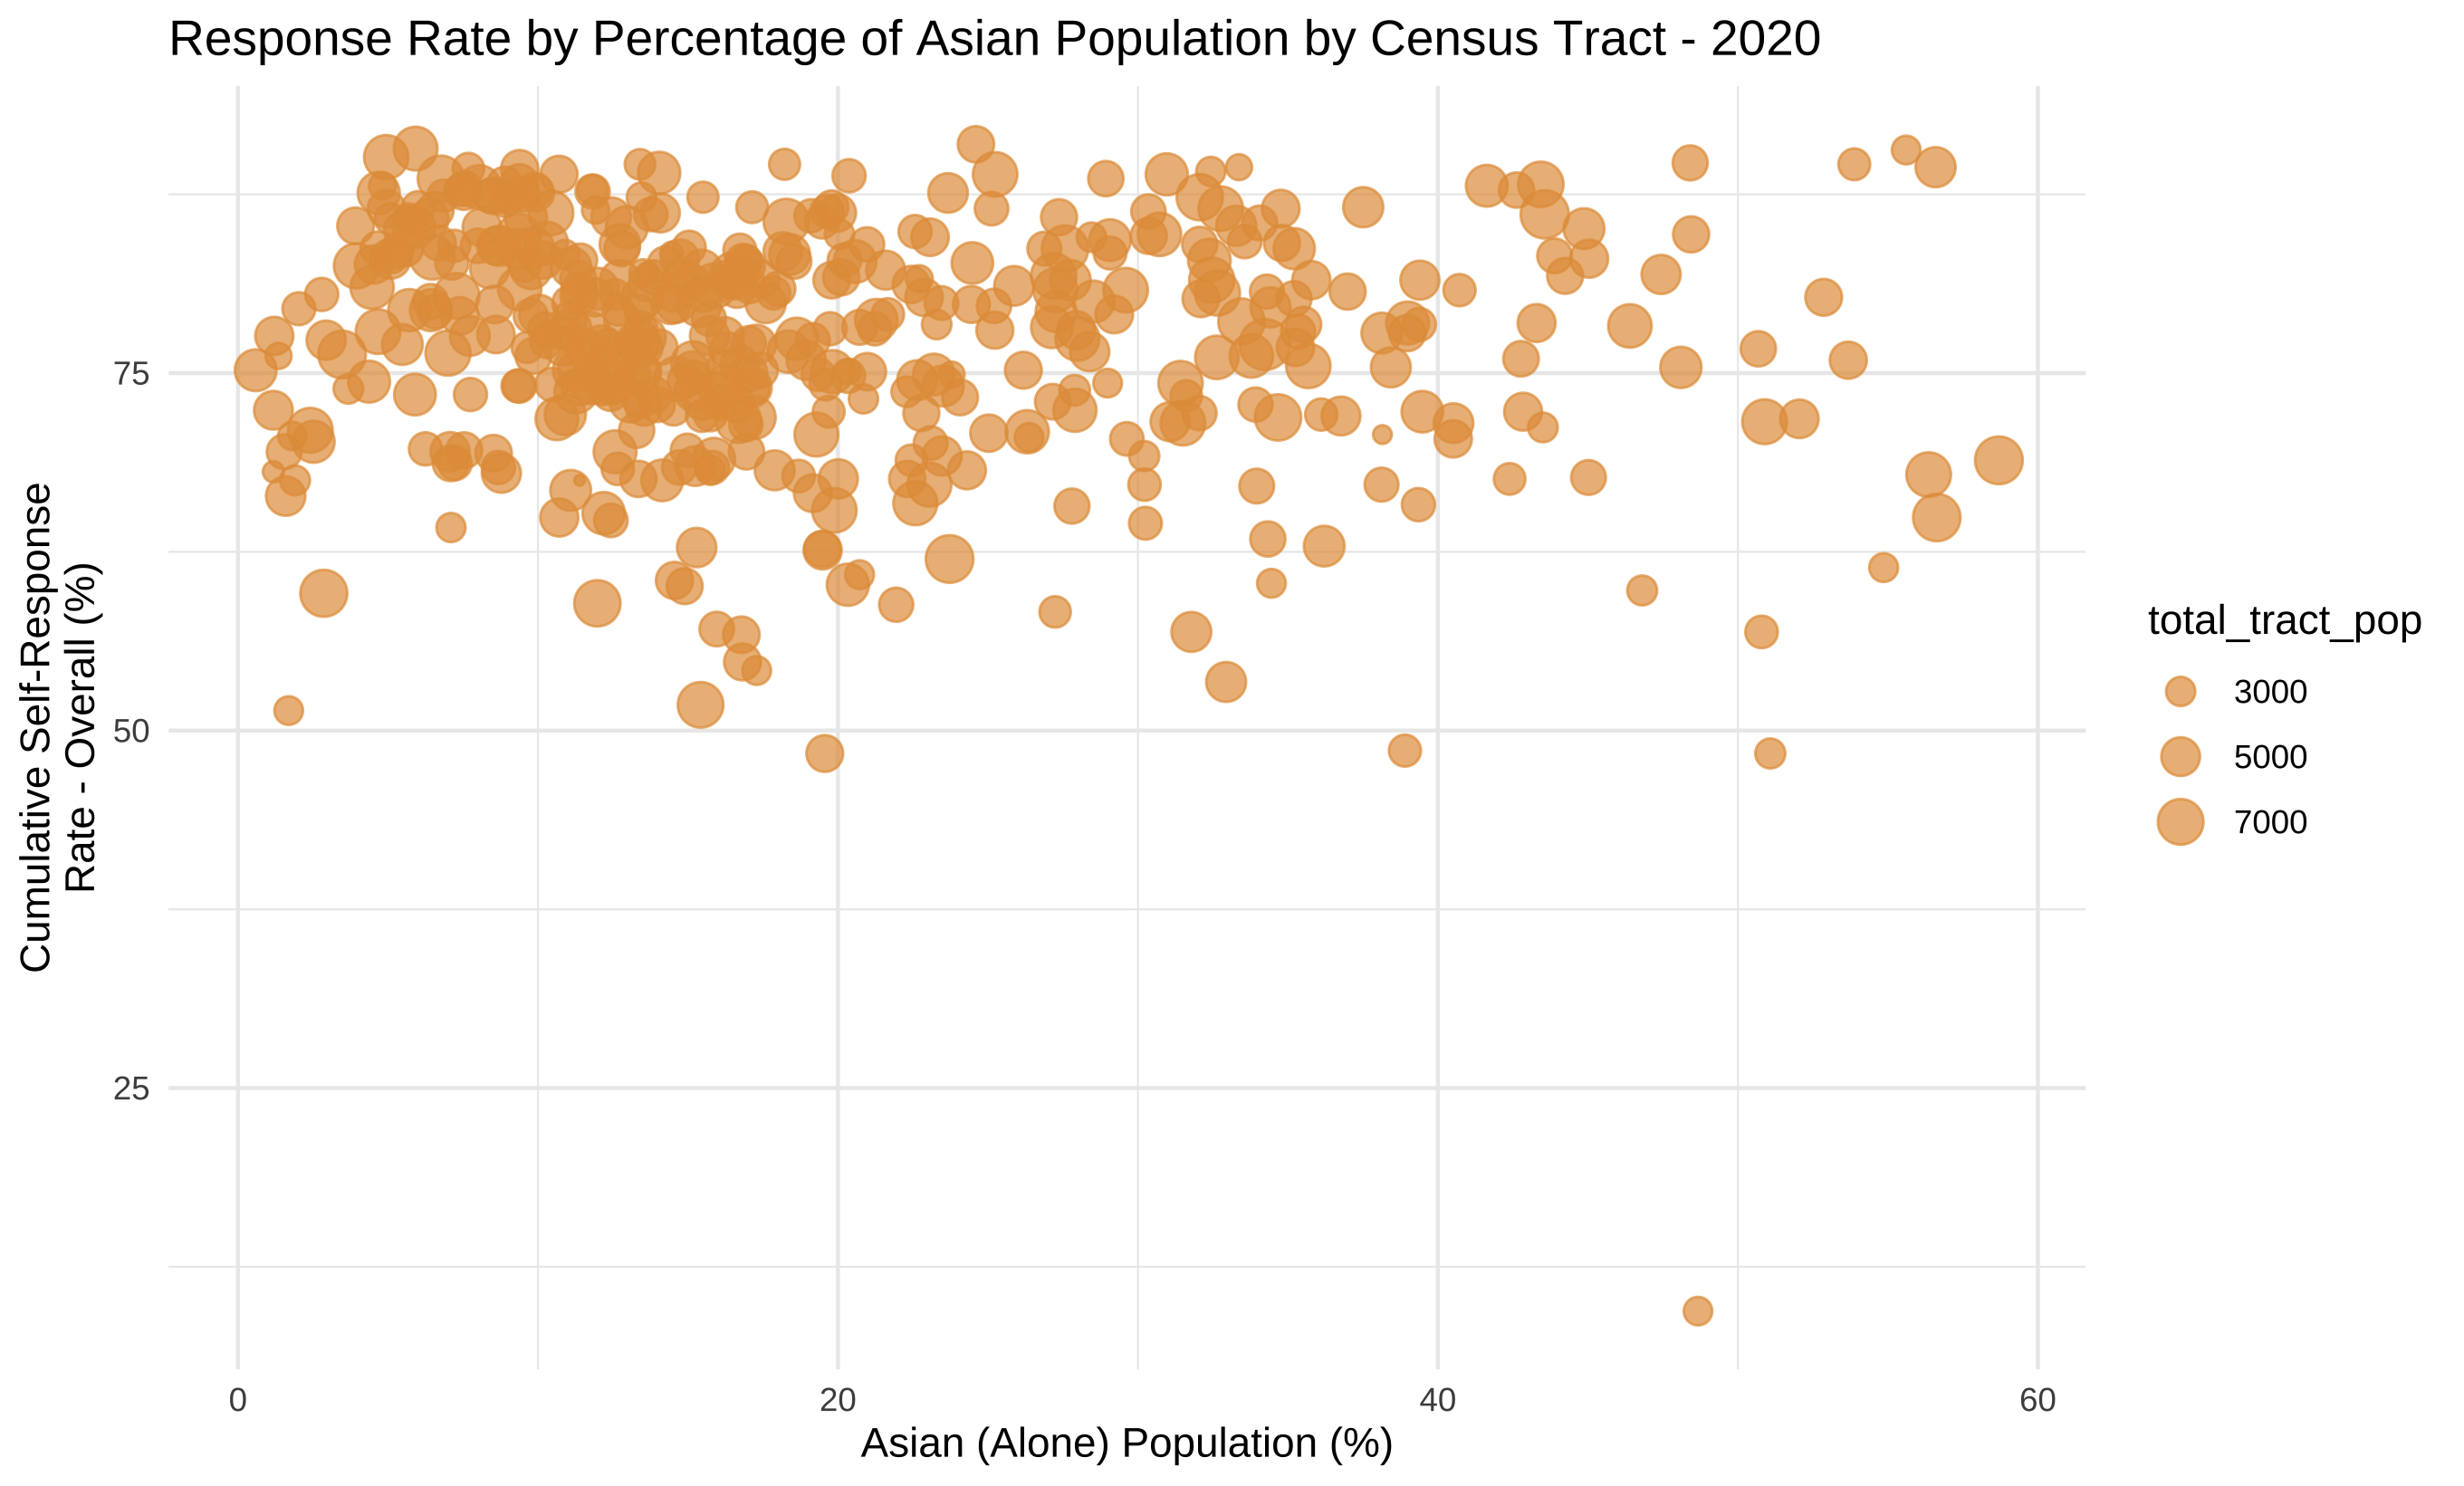 Response Rate by Percentage of Asian Population by Census Tract - 2020
Cumulative Self-Response
Rate - Overall (%)
75
50
25
0
20
40
60
Asian (Alone) Population (%)
total_tract_pop
3000
5000
7000